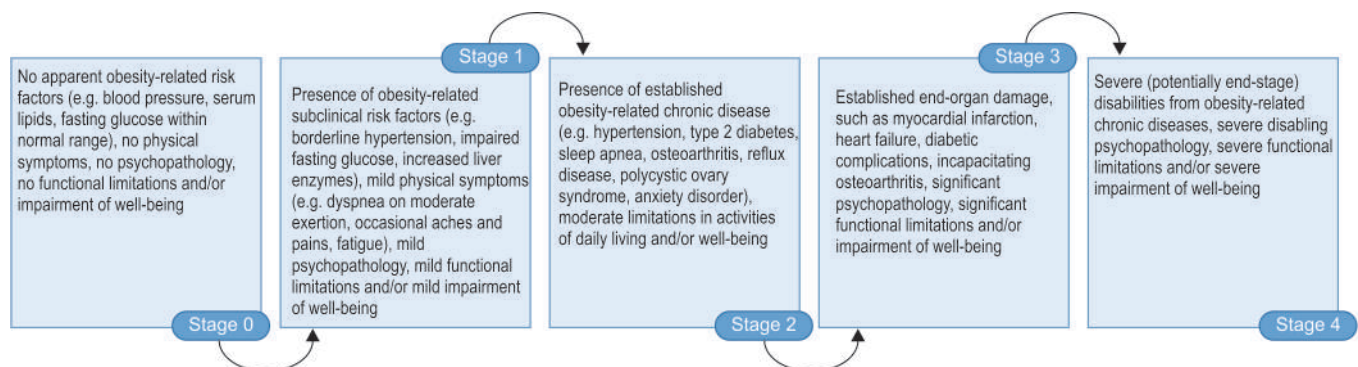 No apparent obesity-related risk
factors (e.g. blood pressure, serum
lipids, fasting glucose within
normal range), no physical
symptoms, no psychopathology,
no functional limitations and/or
impairment of well-being
Stage 0
Stage 1
Presence of obesity-related
subclinical risk factors (e.g.
borderline hypertension, impaired
fasting glucose, increased liver
enzymes), mild physical symptoms
(e.g. dyspnea on moderate
exertion, occasional aches and
pains, fatigue), mild
psychopathology, mild functional
limitations and/or mild impairment
of well-being
Presence of established
obesity-related chronic disease
(e.g. hypertension, type 2 diabetes,
sleep apnea, osteoarthritis, reflux
disease, polycystic ovary
syndrome, anxiety disorder),
moderate limitations in activities
of daily living and/or well-being
Stage 2
Stage 3
Established end-organ damage,
such as myocardial infarction,
heart failure, diabetic
complications, incapacitating
osteoarthritis, significant
psychopathology, significant
functional limitations and/or
impairment of well-being
Severe (potentially end-stage)
disabilities from obesity-related
chronic diseases, severe disabling
psychopathology, severe functional
limitations and/or severe
impairment of well-being
Stage 4